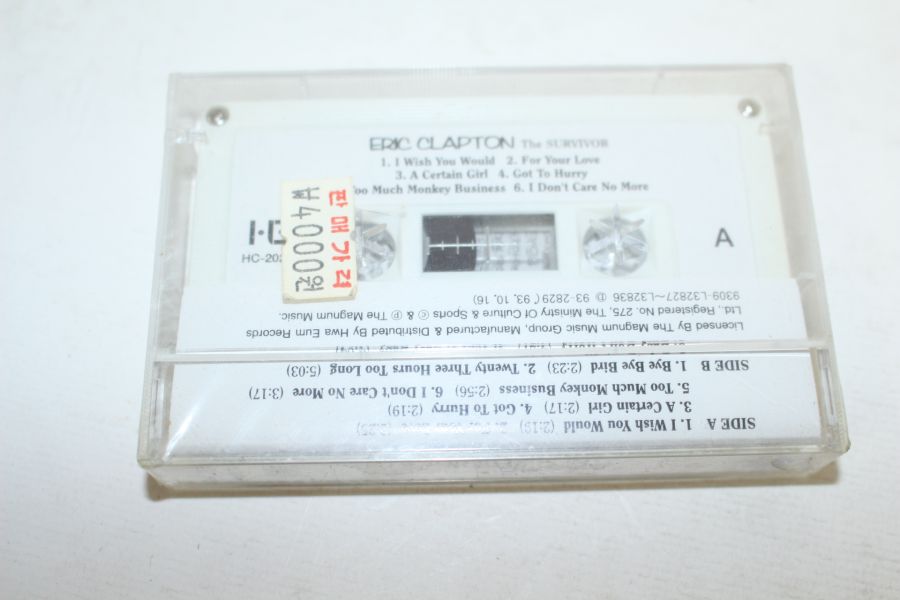 ERIC CLAPTON The SURVIVOR
1. I Wish You Would 2. For Your Love
3. A Certain Girl 4. Got To Hurry
Too Much Monkey Business 6. I Don't Care No More
판매가격
₩4000원
A
SIDE A 1. I Wish You Would (2:19) 2.
3. A Certain Girl (2:17) 4. Got To Hurry (2:19)
5. Too Much Monkey Business (2:56) 6. I Don't Care No More (3:17)
SIDE B 1. Bye Bye Bird (2:23) 2. Twenty Three Hours Too Long (5:03)
Licensed By The Magnum Music Group, Manufactured & Distributed By Hwa Eum Records
Ltd., Registered No. 275, The Ministry Of Culture & Sports © & ℗ The Magnum Music.
9309-L32827~L32836 ⓓ 93-2829 ('93. 10. 16)